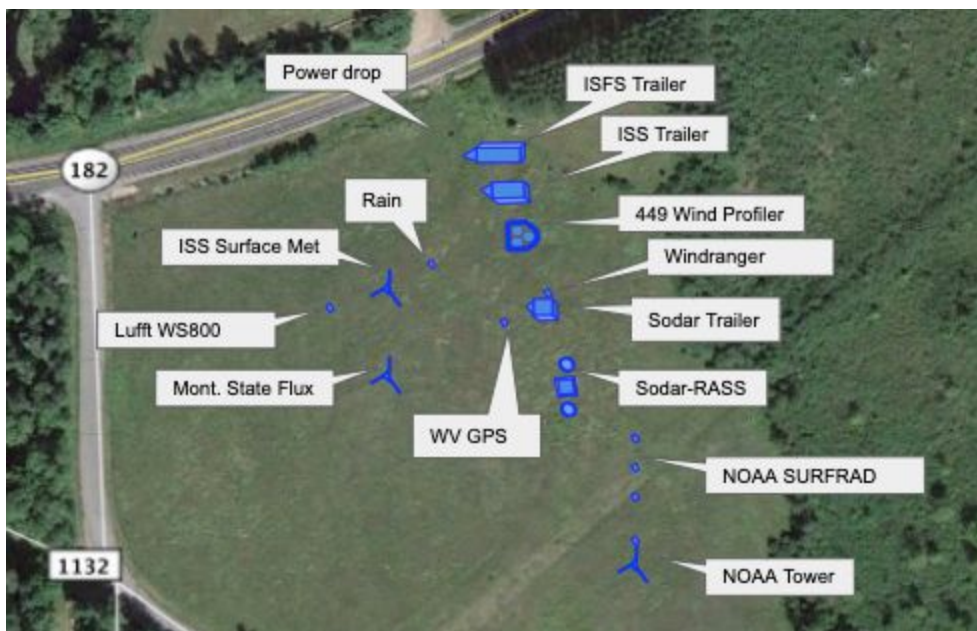 Power drop
ISFS Trailer
ISS Trailer
182
Rain
449 Wind Profiler
ISS Surface Met
Windranger
Lufft WS800
Sodar Trailer
Mont. State Flux
Sodar-RASS
WV GPS
NOAA SURFRAD
1132
NOAA Tower